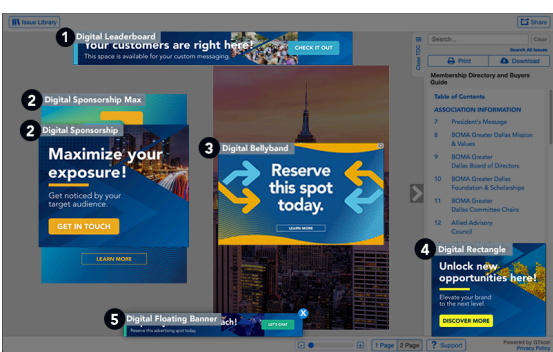 Issue Library
Share
1 Digital Leaderboard
Your customers are right here!
This space is available for your custom messaging.
CHECK IT OUT
Close TOC
Search...
Clear
Search All Issues
Print
Download
Membership Directory and Buyers
Guide
Table of Contents
ASSOCIATION INFORMATION
7 President's Message
8 BOMA Greater Dallas Mission
& Values
9 BOMA Greater
Dallas Board of Directors
10 BOMA Greater Dallas
Foundation & Scholarships
11 BOMA Greater
Dallas Committee Chairs
12 Allied Advisory
Council
2 Digital Sponsorship Max
2 Digital Sponsorship
Maximize your
exposure!
Get noticed by your
target audience.
GET IN TOUCH
LEARN MORE
3 Digital Bellyband
X
Reserve
this spot
today.
LEARN MORE
4 Digital Rectangle
Unlock new
opportunities here!
Elevate your brand
to the next level.
DISCOVER MORE
5 Digital Floating Banner
X
ach!
Reserve this advertising spot today.
LET'S CHAT
1 Page 2 Page
? Support
Powered by GTxcel
Privacy Policy